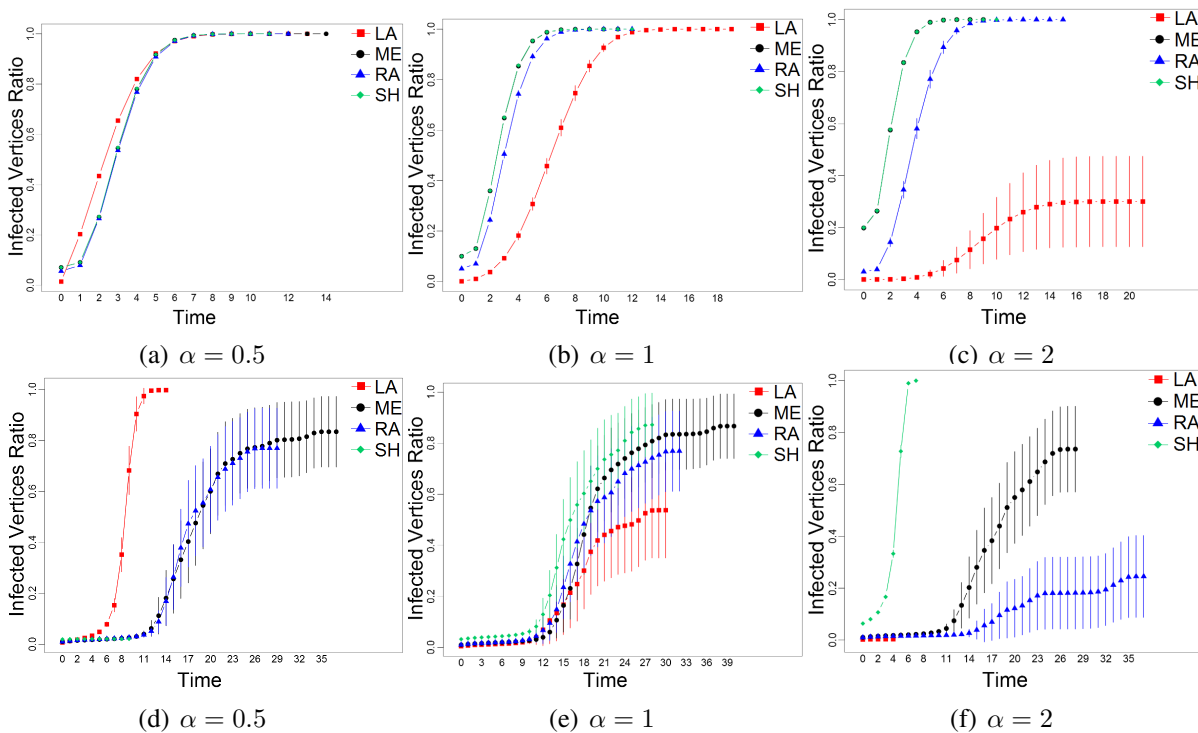 Infected Vertices Ratio
0.0 0.2 0.4 0.6 0.8 1.0
LA
ME
RA
SH
0 1 2 3 4 5 6 7 8 9 10 12 14
Time
(a) α = 0.5
Infected Vertices Ratio
0.0 0.2 0.4 0.6 0.8 1.0
LA
ME
RA
SH
0 2 4 6 8 10 12 14 16 18
Time
(b) α = 1
Infected Vertices Ratio
0.0 0.2 0.4 0.6 0.8 1.0
LA
ME
RA
SH
0 2 4 6 8 10 12 14 16 18 20
Time
(c) α = 2
Infected Vertices Ratio
0.0 0.2 0.4 0.6 0.8 1.0
LA
ME
RA
SH
0 2 4 6 8 11 14 17 20 23 26 29 32 35
Time
(d) α = 0.5
Infected Vertices Ratio
0.0 0.2 0.4 0.6 0.8 1.0
LA
ME
RA
SH
0 3 6 9 12 15 18 21 24 27 30 33 36 39
Time
(e) α = 1
Infected Vertices Ratio
0.0 0.2 0.4 0.6 0.8 1.0
LA
ME
RA
SH
0 2 4 6 8 11 14 17 20 23 26 29 32 35
Time
(f) α = 2